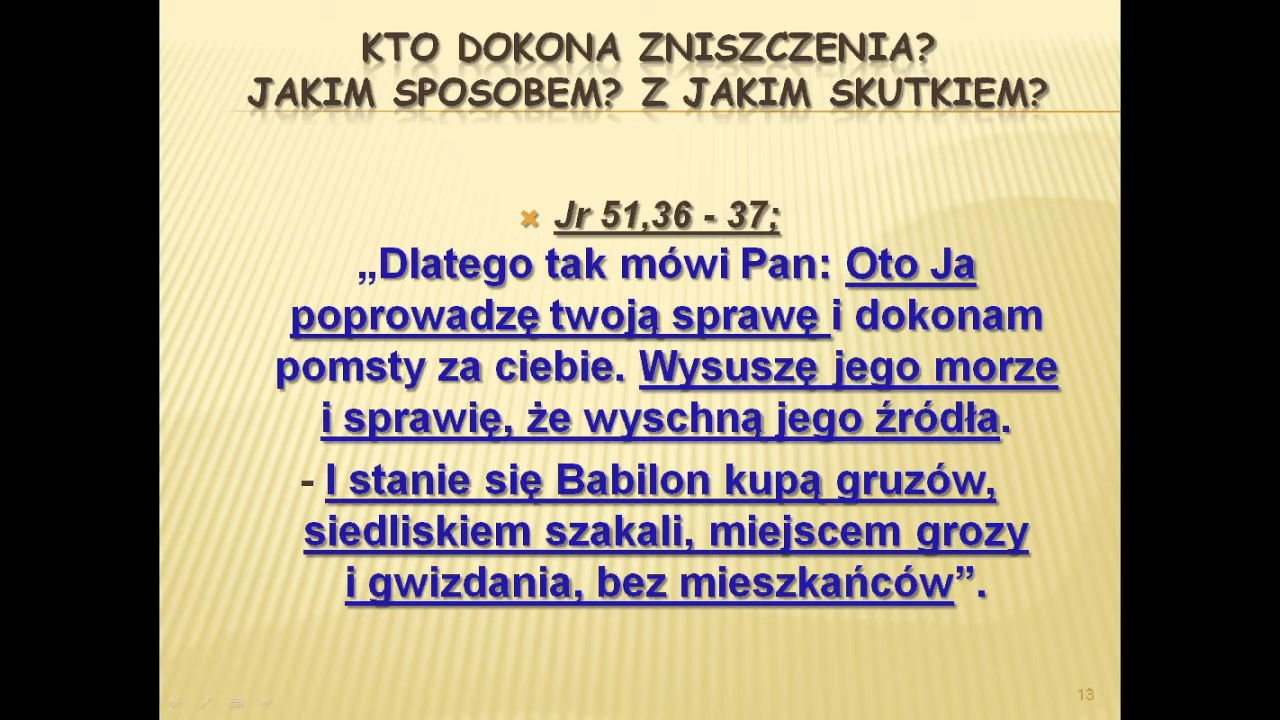 KTO DOKONA ZNISZCZENIA?
JAKIM SPOSOBEM? Z JAKIM SKUTKIEM?
Jr 51,36 - 37;
„Dlatego tak mówi Pan: Oto Ja
poprowadzę twoją sprawę i dokonam
pomsty za ciebie. Wysuszę jego morze
i sprawię, że wyschną jego źródła.
- I stanie się Babilon kupą gruzów,
siedliskiem szakali, miejscem grozy
i gwizdania, bez mieszkańców”.
13